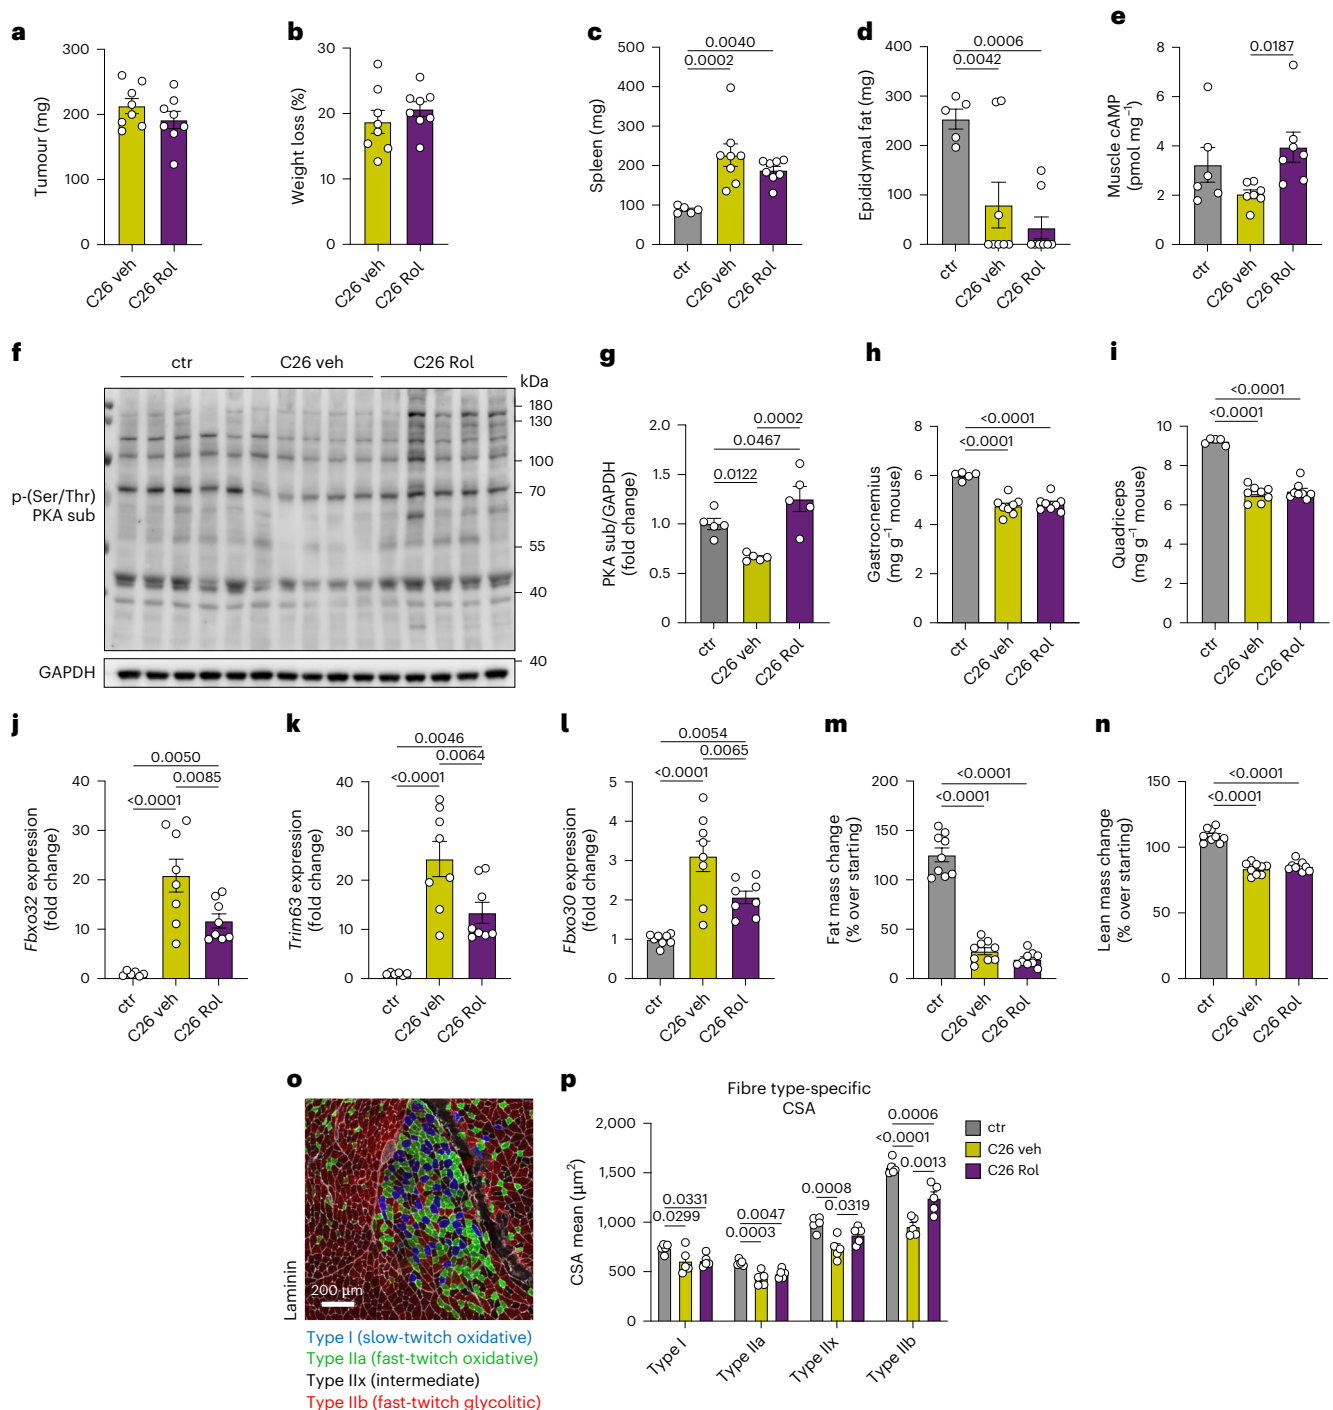 a
300
200
100
0
Tumour (mg)
C26 veh
C26 Rol
b
30
20
10
0
Weight loss (%)
C26 veh
C26 Rol
c
0.0040
0.0002
500
400
300
200
100
0
Spleen (mg)
ctr
C26 veh
C26 Rol
d
0.0006
0.0042
400
300
200
100
0
Epididymal fat (mg)
ctr
C26 veh
C26 Rol
e
0.0187
8
6
4
2
0
Muscle cAMP
(pmol mg⁻¹)
ctr
C26 veh
C26 Rol
f
ctr
C26 veh
C26 Rol
kDa
180
130
100
70
55
40
40
p-(Ser/Thr)
PKA sub
GAPDH
g
0.0002
0.0467
0.0122
2.0
1.5
1.0
0.5
0
PKA sub/GAPDH
(fold change)
ctr
C26 veh
C26 Rol
h
<0.0001
<0.0001
8
6
4
2
0
Gastrocnemius
(mg g⁻¹ mouse)
ctr
C26 veh
C26 Rol
i
<0.0001
<0.0001
10
8
6
4
2
0
Quadriceps
(mg g⁻¹ mouse)
ctr
C26 veh
C26 Rol
j
0.0050
0.0085
<0.0001
40
30
20
10
0
Fbxo32 expression
(fold change)
ctr
C26 veh
C26 Rol
k
0.0046
0.0064
<0.0001
40
30
20
10
0
Trim63 expression
(fold change)
ctr
C26 veh
C26 Rol
l
0.0054
0.0065
<0.0001
5
4
3
2
1
0
Fbxo30 expression
(fold change)
ctr
C26 veh
C26 Rol
m
<0.0001
<0.0001
200
150
100
50
0
Fat mass change
(% over starting)
ctr
C26 veh
C26 Rol
n
<0.0001
<0.0001
150
100
50
0
Lean mass change
(% over starting)
ctr
C26 veh
C26 Rol
o
Laminin
200 µm
Type I (slow-twitch oxidative)
Type IIa (fast-twitch oxidative)
Type IIx (intermediate)
Type IIb (fast-twitch glycolitic)
p
Fibre type-specific
CSA
2,000
1,500
1,000
500
0
CSA mean (µm²)
0.0331
0.0299
0.0047
0.0003
0.0008
0.0319
0.0006
<0.0001
0.0013
Type I
Type IIa
Type IIx
Type IIb
ctr
C26 veh
C26 Rol